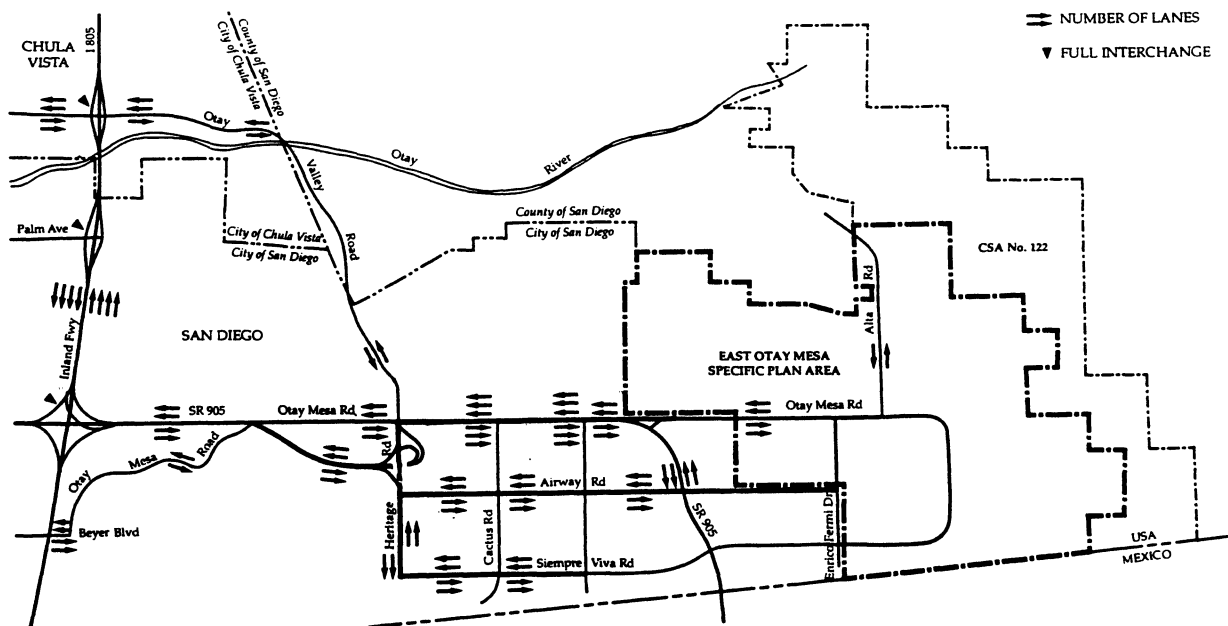 NUMBER OF LANES
FULL INTERCHANGE
CHULA
VISTA
I 805
County of San Diego
City of Chula Vista
Otay
Valley
Road
Otay
River
Palm Ave
City of Chula Vista
City of San Diego
County of San Diego
City of San Diego
CSA No. 122
Inland Fwy
SAN DIEGO
Alta
Rd
EAST OTAY MESA
SPECIFIC PLAN AREA
SR 905
Otay Mesa Rd
Otay Mesa Rd
Otay
Mesa
Road
Heritage
Rd
Airway Rd
Cactus Rd
SR 905
Enrico Fermi Dr
Beyer Blvd
Siempre Viva Rd
USA
MEXICO